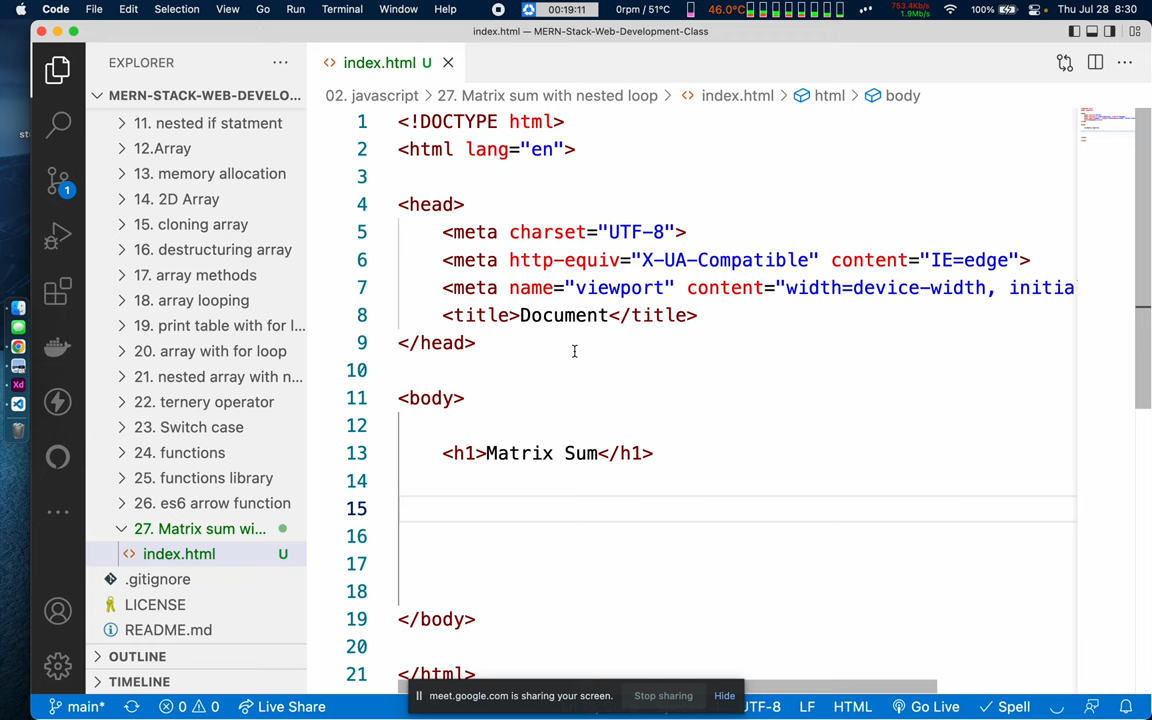 Code File Edit Selection View Go Run Terminal Window Help 00:19:11 0rpm / 51°C 46.0°C 753.4Kb/s 1.9Mb/s 100% Thu Jul 28 8:30
index.html — MERN-Stack-Web-Development-Class
EXPLORER ···
<> index.html U ×
MERN-STACK-WEB-DEVELO...
02. javascript > 27. Matrix sum with nested loop > <> index.html > html > body
11. nested if statment
12.Array
13. memory allocation
14. 2D Array
15. cloning array
16. destructuring array
17. array methods
18. array looping
19. print table with for l...
20. array with for loop
21. nested array with n...
22. ternery operator
23. Switch case
24. functions
25. functions library
26. es6 arrow function
27. Matrix sum wi...
<> index.html U
.gitignore
LICENSE
README.md
OUTLINE
TIMELINE
1
1 <!DOCTYPE html>
2 <html lang="en">
3
4 <head>
5 <meta charset="UTF-8">
6 <meta http-equiv="X-UA-Compatible" content="IE=edge">
7 <meta name="viewport" content="width=device-width, initia
8 <title>Document</title>
9 </head>
10
11 <body>
12
13 <h1>Matrix Sum</h1>
14
15
16
17
18
19 </body>
20
21 </html>
meet.google.com is sharing your screen. Stop sharing Hide
main* 0 0 Live Share UTF-8 LF HTML Go Live Spell